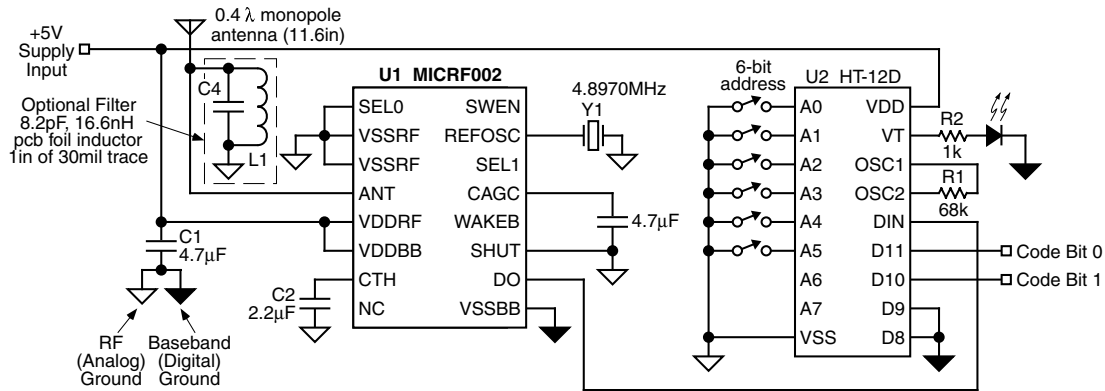 +5V
Supply
Input
0.4 λ monopole
antenna (11.6in)
C4
L1
Optional Filter
8.2pF, 16.6nH
pcb foil inductor
1in of 30mil trace
C1
4.7µF
RF
(Analog)
Ground
Baseband
(Digital)
Ground
C2
2.2µF
U1 MICRF002
SEL0
VSSRF
VSSRF
ANT
VDDRF
VDDBB
CTH
NC
SWEN
REFOSC
SEL1
CAGC
WAKEB
SHUT
DO
VSSBB
4.8970MHz
Y1
4.7µF
6-bit
address
U2 HT-12D
A0
A1
A2
A3
A4
A5
A6
A7
VSS
VDD
VT
OSC1
OSC2
DIN
D11
D10
D9
D8
R2
1k
R1
68k
Code Bit 0
Code Bit 1